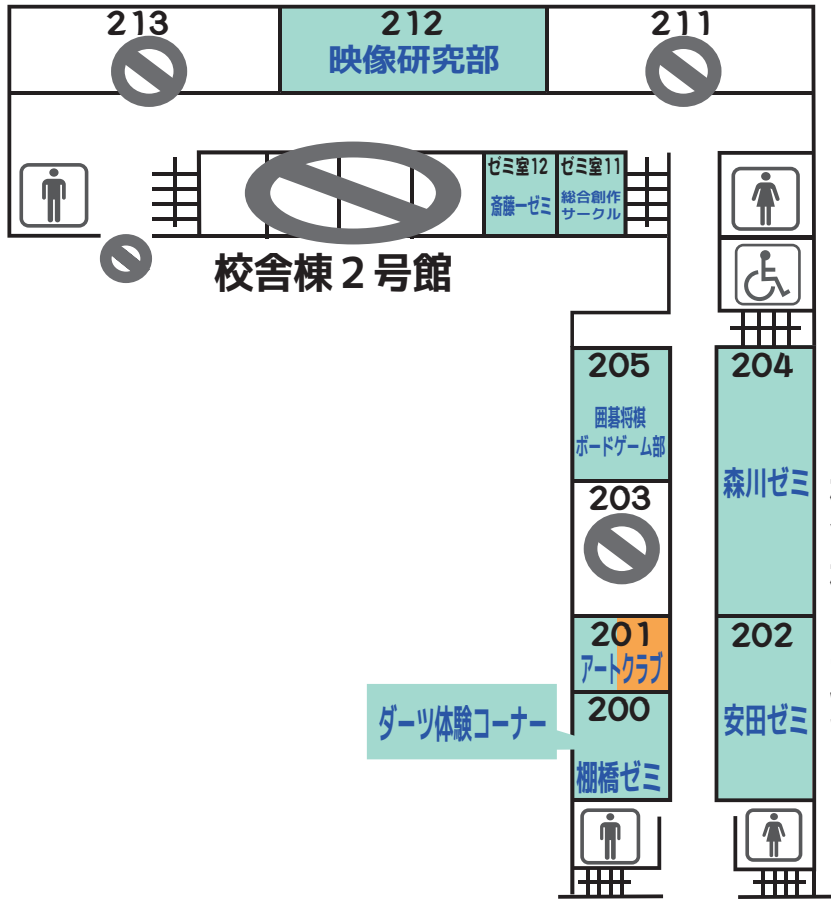 213
212
映像研究部
211
ゼミ室12
斎藤一ゼミ
ゼミ室11
総合創作
サークル
校舎棟2号館
205
囲碁将棋
ボードゲーム部
204
森川ゼミ
203
201
アートクラブ
202
安田ゼミ
200
棚橋ゼミ
ダーツ体験コーナー